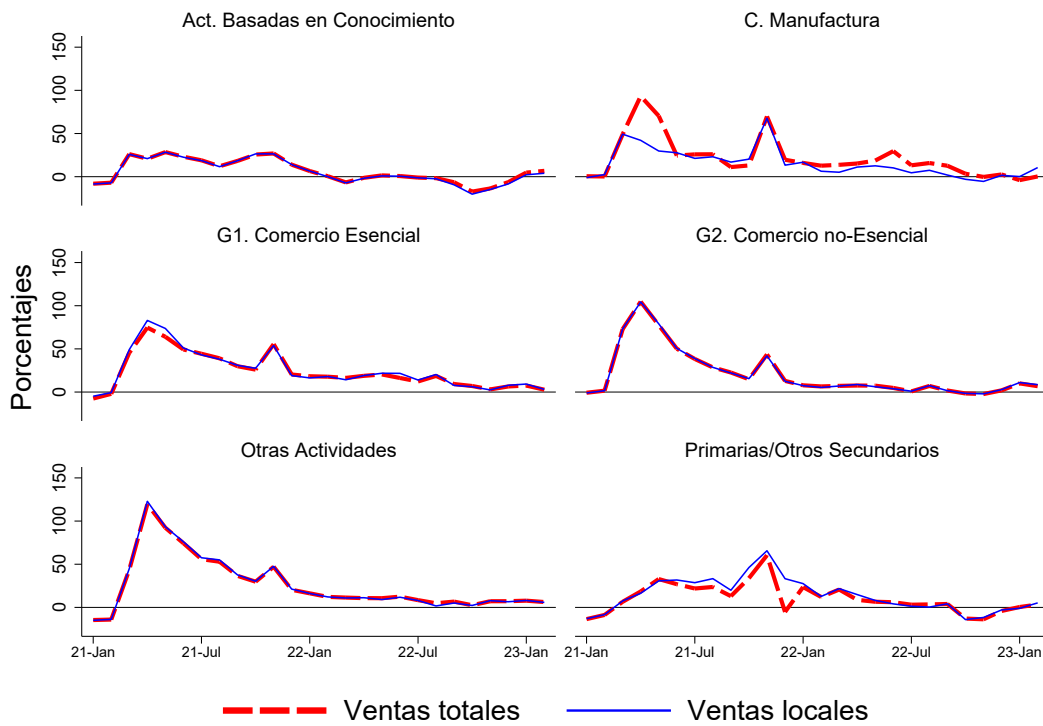 Act. Basadas en Conocimiento
C. Manufactura
150
100
50
0
G1. Comercio Esencial
G2. Comercio no-Esencial
Porcentajes
150
100
50
0
Otras Actividades
Primarias/Otros Secundarios
150
100
50
0
21-Jan 21-Jul 22-Jan 22-Jul 23-Jan
21-Jan 21-Jul 22-Jan 22-Jul 23-Jan
Ventas totales Ventas locales